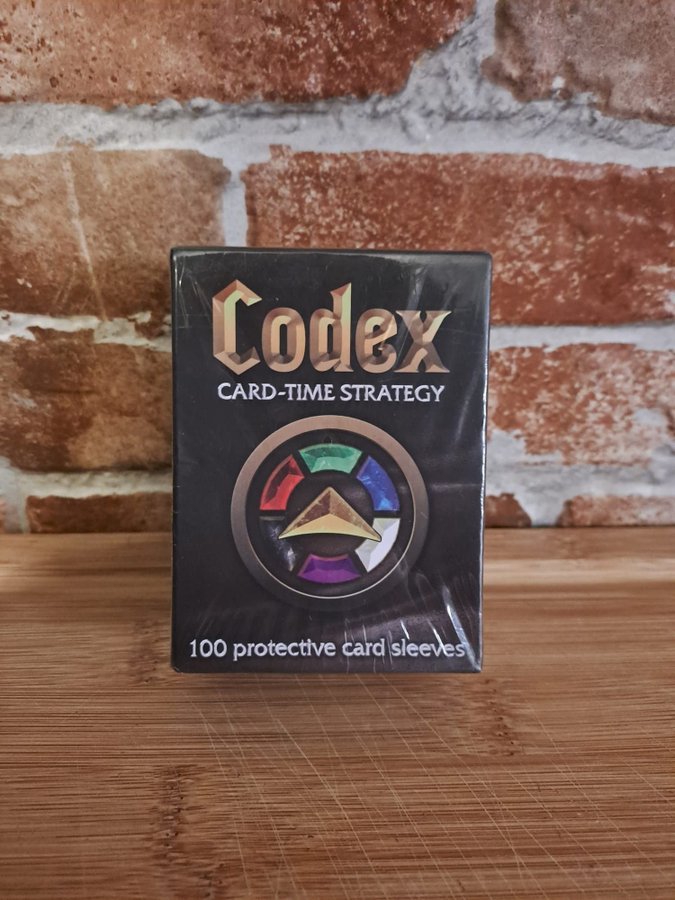 Codex
CARD-TIME STRATEGY
100 protective card sleeves